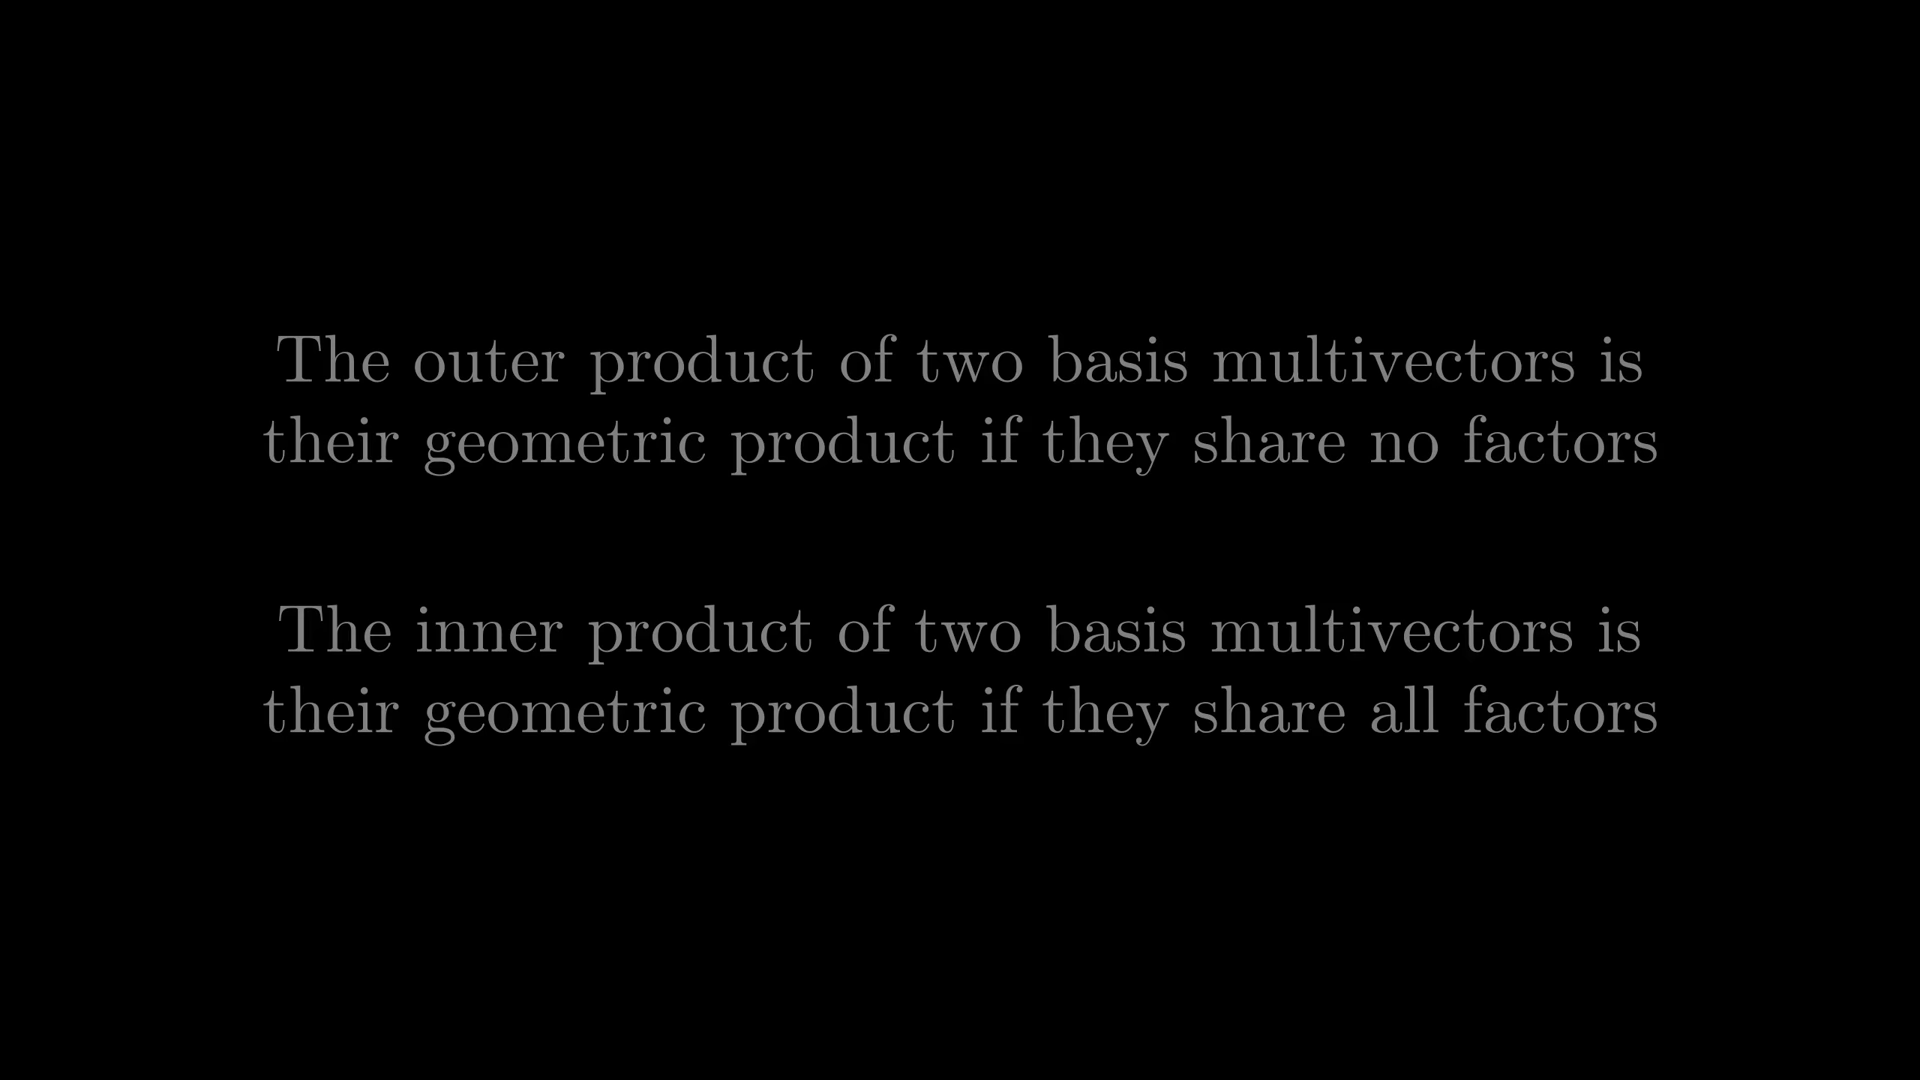 The outer product of two basis multivectors is
their geometric product if they share no factors
The inner product of two basis multivectors is
their geometric product if they share all factors